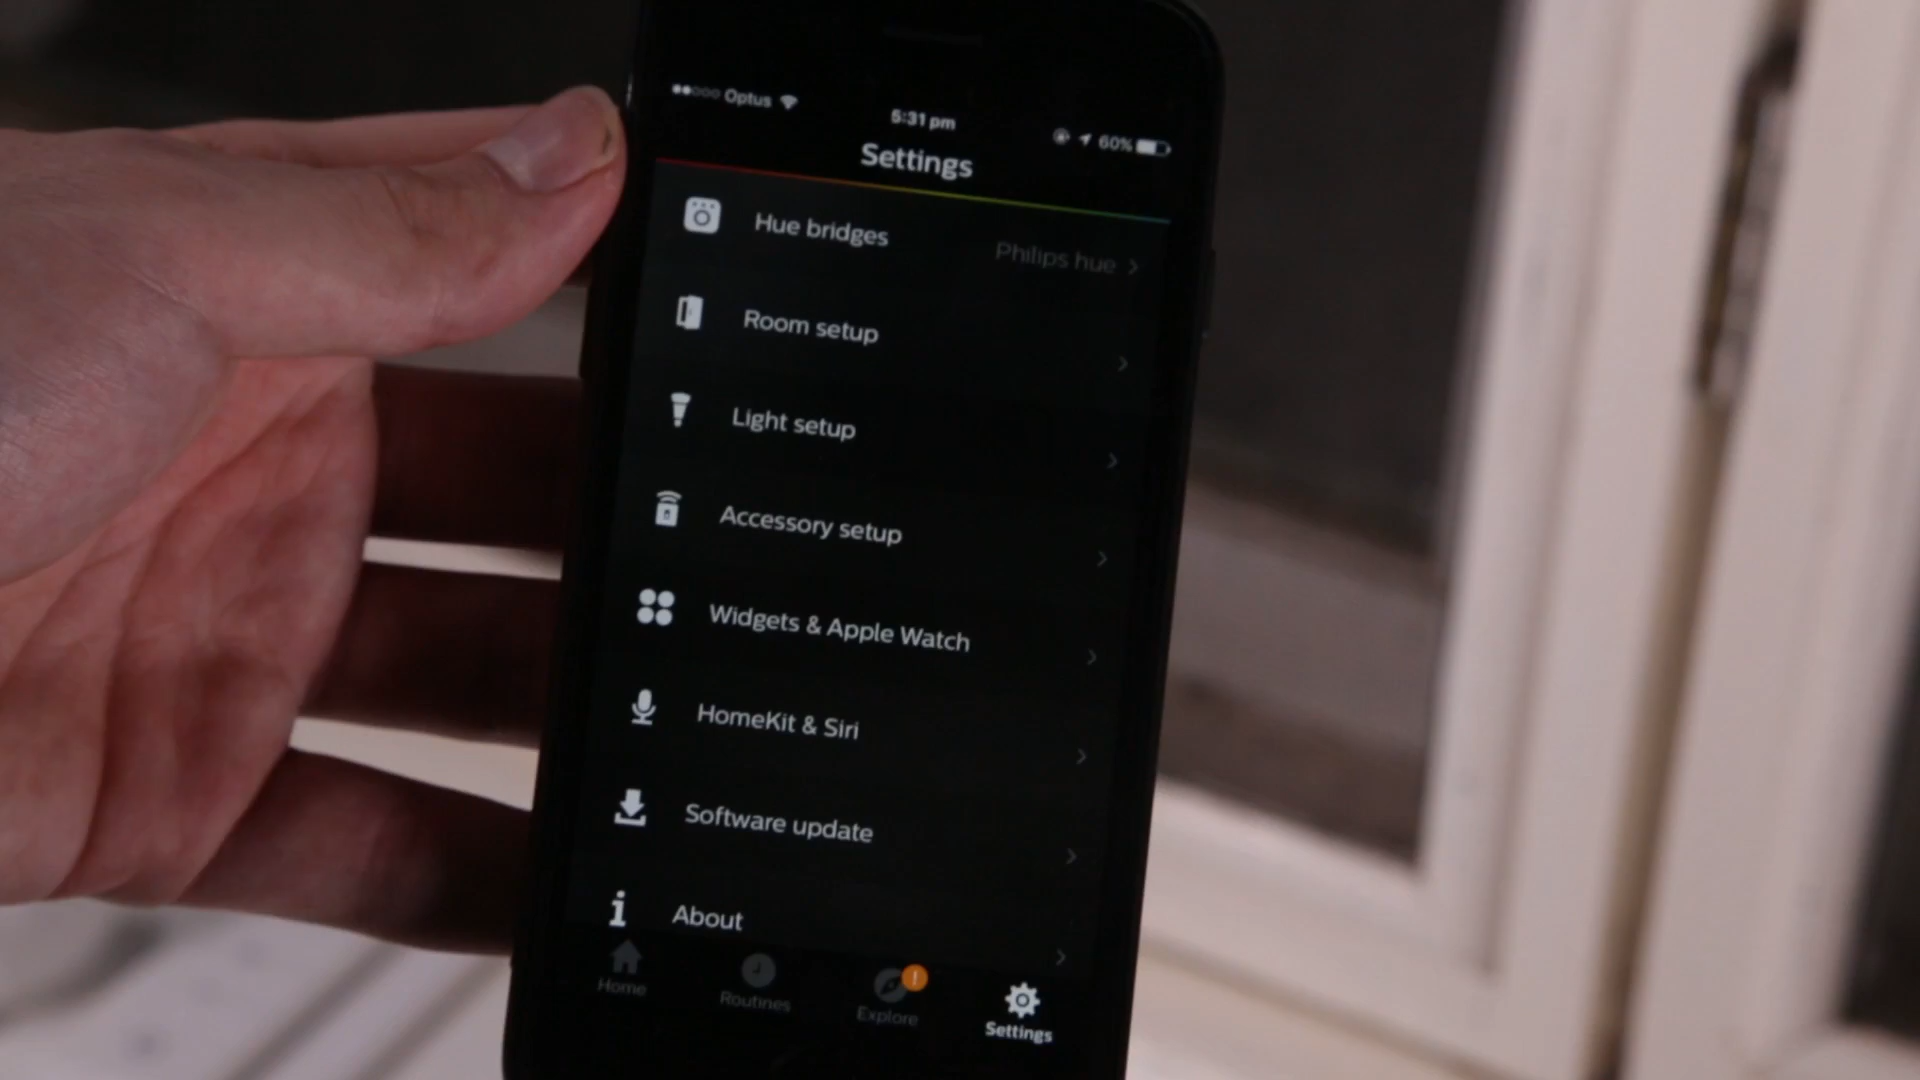 Optus
5:31 pm
60%
Settings
Hue bridges
Philips hue
Room setup
Light setup
Accessory setup
Widgets & Apple Watch
HomeKit & Siri
Software update
About
Home
Routines
Explore
!
Settings